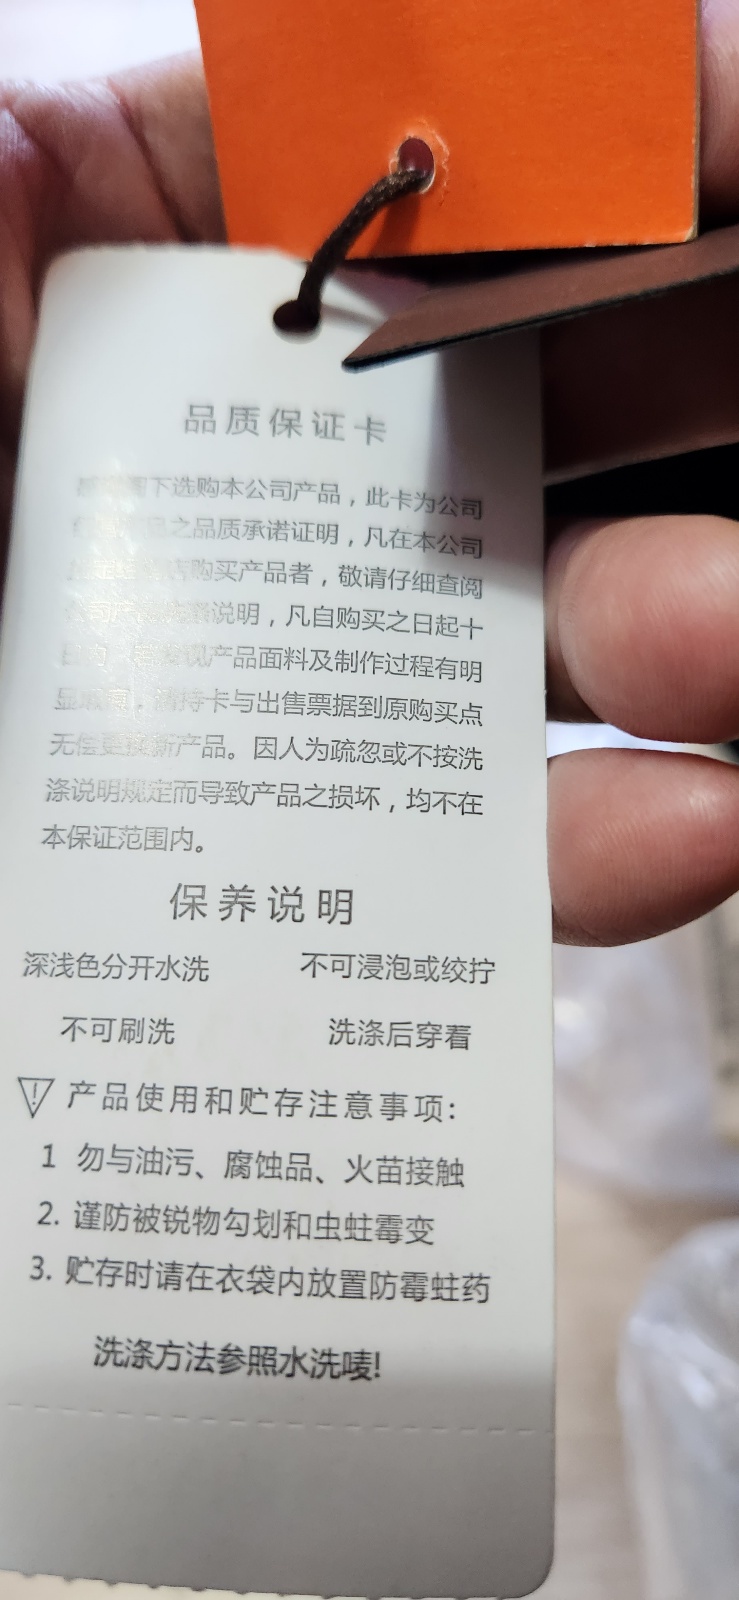 品质保证卡
下选购本公司产品，此卡为公司
之品质承诺证明，凡在本公司
店购买产品者，敬请仔细查阅
说明，凡自购买之日起十
现产品面料及制作过程有明
显 请持卡与出售票据到原购买点
无偿更换新产品。因人为疏忽或不按洗
涤说明规定而导致产品之损坏，均不在
本保证范围内。
保养说明
深浅色分开水洗 不可浸泡或绞拧
不可刷洗 洗涤后穿着
产品使用和贮存注意事项:
1 勿与油污、腐蚀品、火苗接触
2. 谨防被锐物勾划和虫蛀霉变
3. 贮存时请在衣袋内放置防霉蛀药
洗涤方法参照水洗唛!